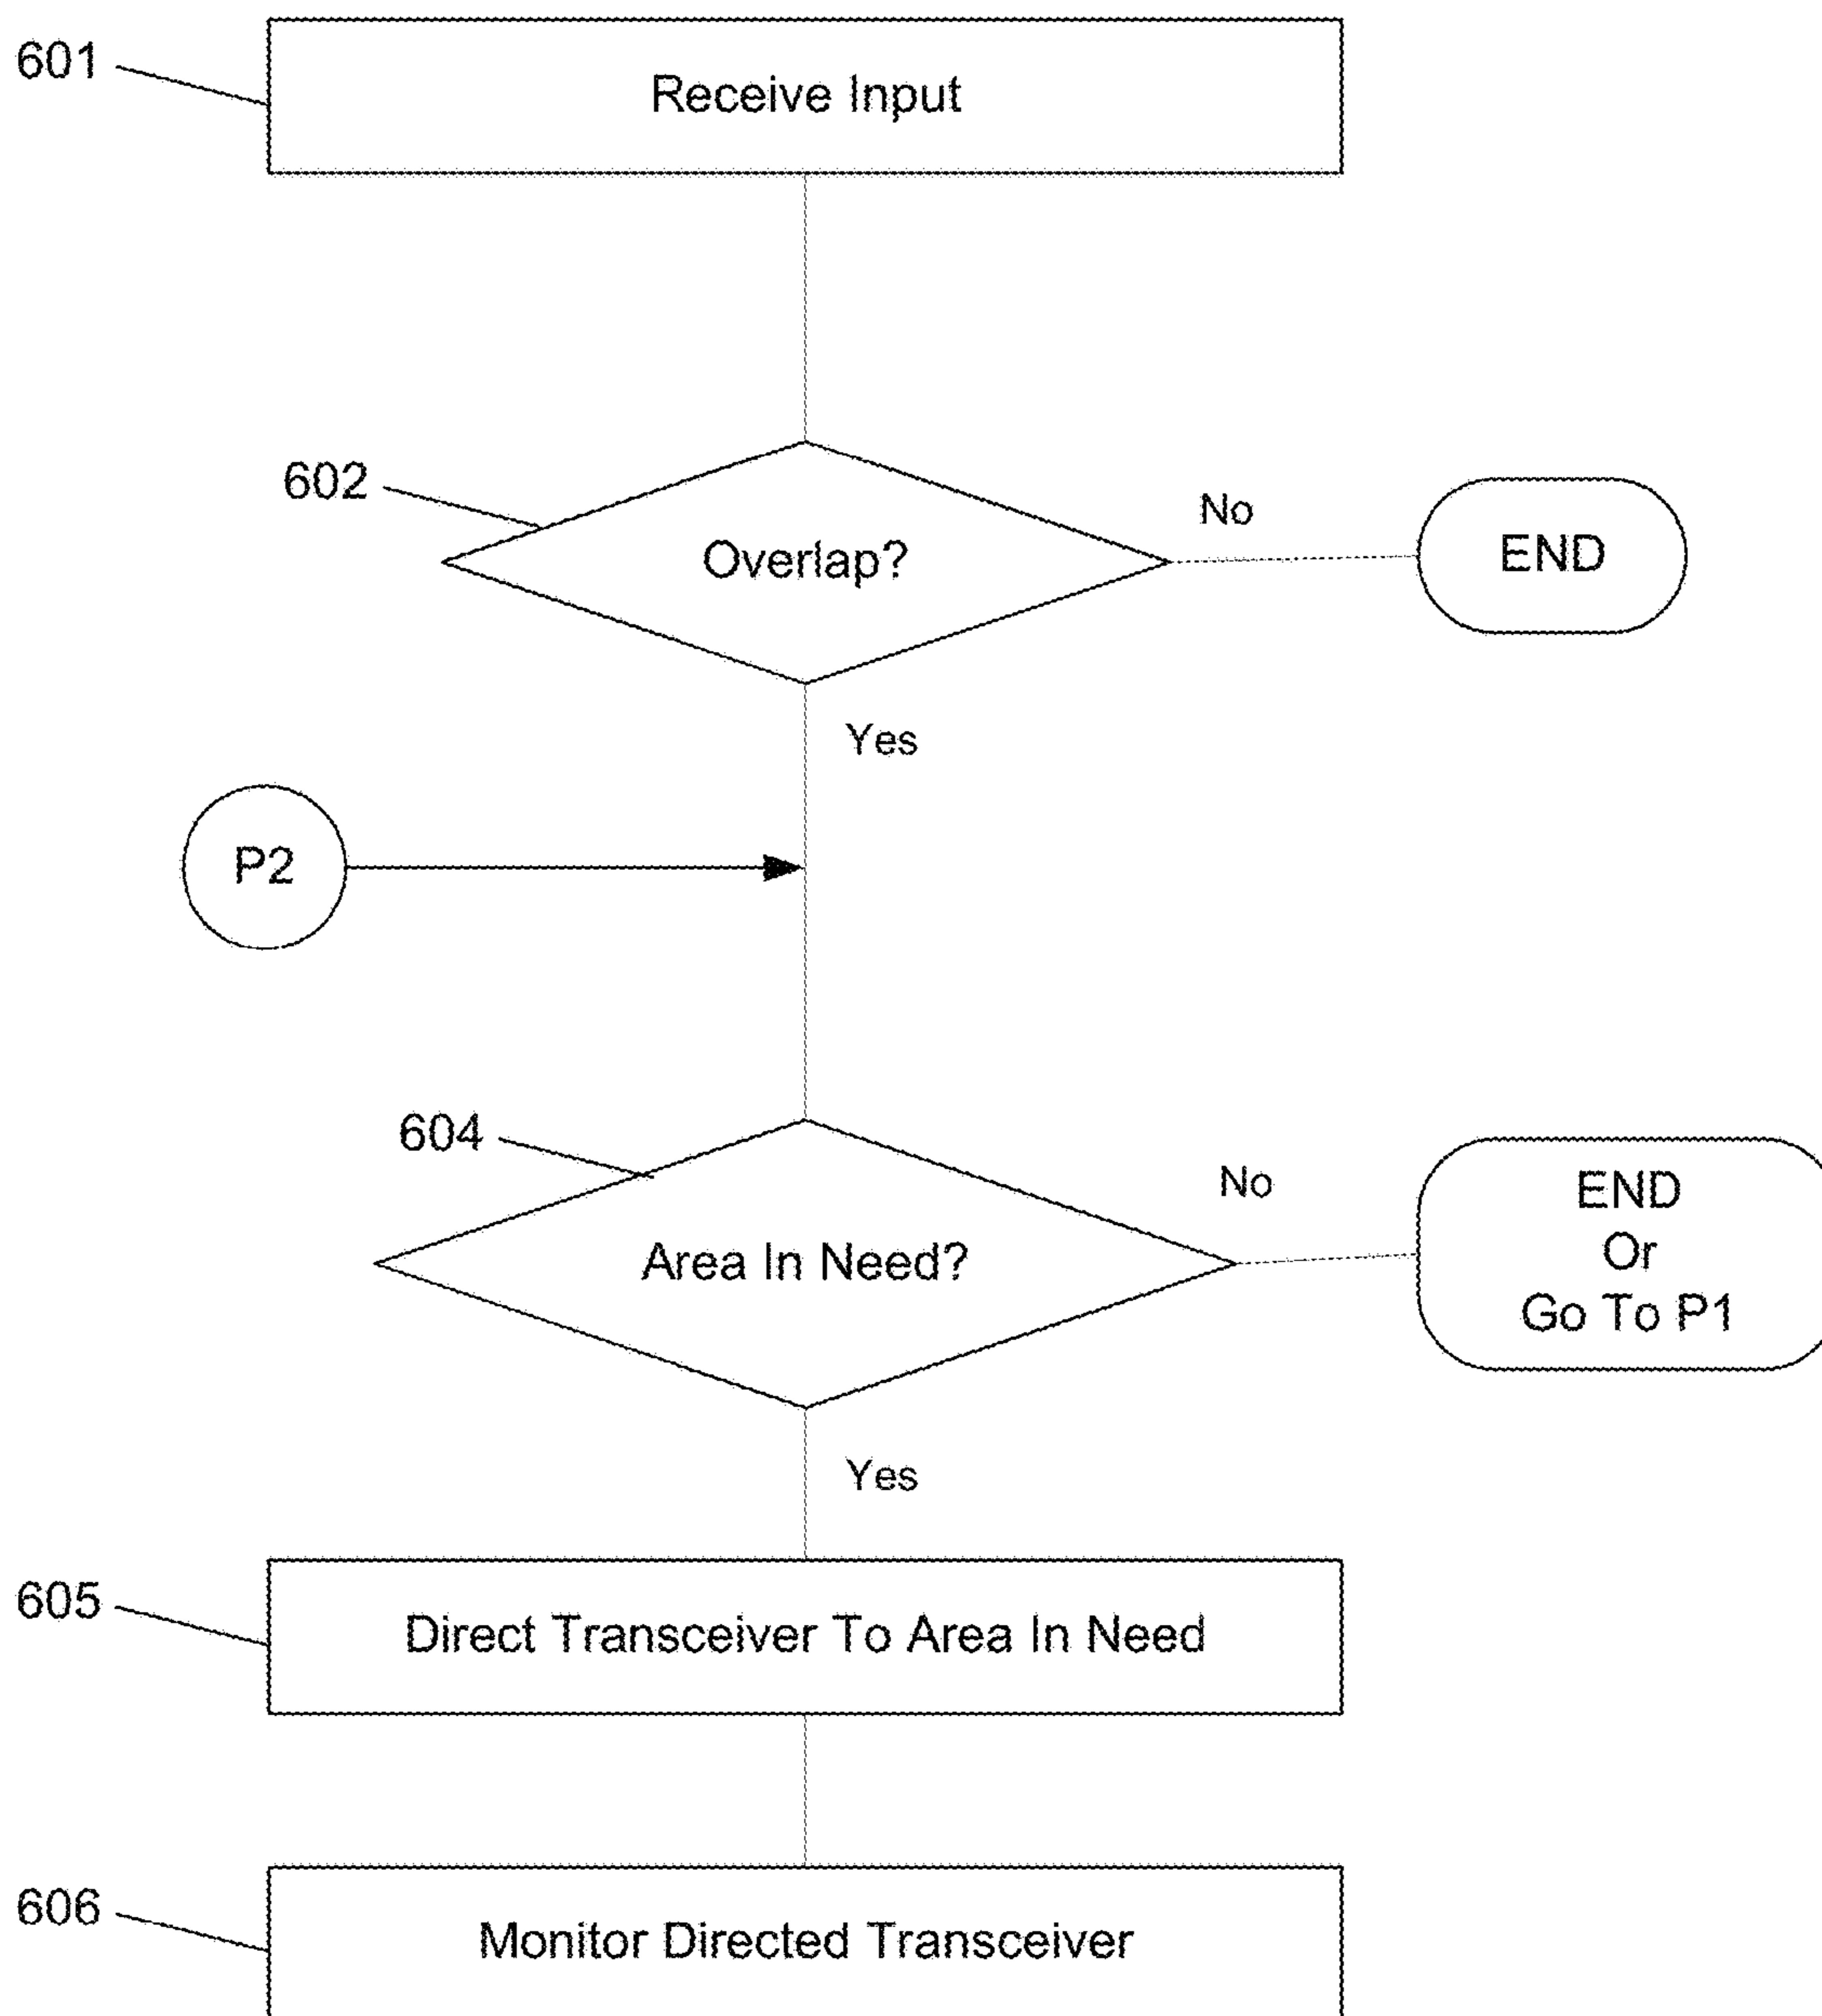 601
Receive Input
602
Overlap?
No
END
Yes
P2
604
Area In Need?
No
END
Or
Go To P1
Yes
605
Direct Transceiver To Area In Need
606
Monitor Directed Transceiver